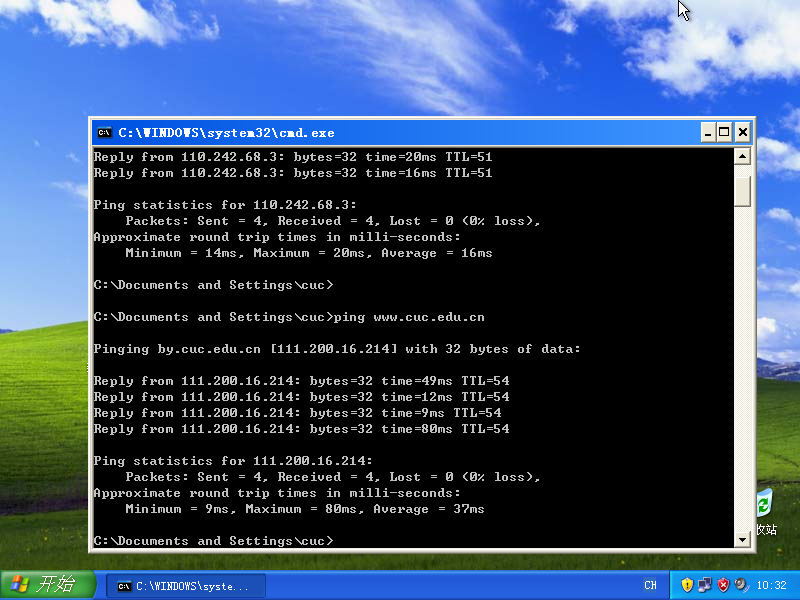 C:\WINDOWS\system32\cmd.exe
Reply from 110.242.68.3: bytes=32 time=20ms TTL=51
Reply from 110.242.68.3: bytes=32 time=16ms TTL=51
Ping statistics for 110.242.68.3:
Packets: Sent = 4, Received = 4, Lost = 0 (0% loss),
Approximate round trip times in milli-seconds:
Minimum = 14ms, Maximum = 20ms, Average = 16ms
C:\Documents and Settings\cuc>
C:\Documents and Settings\cuc>ping www.cuc.edu.cn
Pinging by.cuc.edu.cn [111.200.16.214] with 32 bytes of data:
Reply from 111.200.16.214: bytes=32 time=49ms TTL=54
Reply from 111.200.16.214: bytes=32 time=12ms TTL=54
Reply from 111.200.16.214: bytes=32 time=9ms TTL=54
Reply from 111.200.16.214: bytes=32 time=80ms TTL=54
Ping statistics for 111.200.16.214:
Packets: Sent = 4, Received = 4, Lost = 0 (0% loss),
Approximate round trip times in milli-seconds:
Minimum = 9ms, Maximum = 80ms, Average = 37ms
C:\Documents and Settings\cuc>
收站
开始
C:\WINDOWS\syste...
CH
10:32